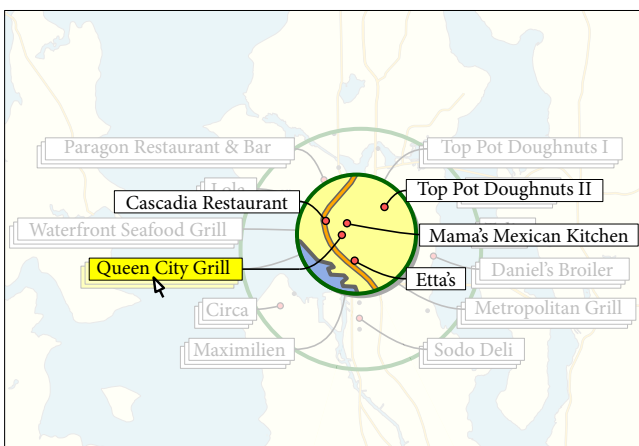 Paragon Restaurant & Bar
Top Pot Doughnuts I
Lola
Top Pot Doughnuts II
Cascadia Restaurant
Waterfront Seafood Grill
Mama's Mexican Kitchen
Queen City Grill
Etta's
Daniel's Broiler
Circa
Metropolitan Grill
Maximilien
Sodo Deli